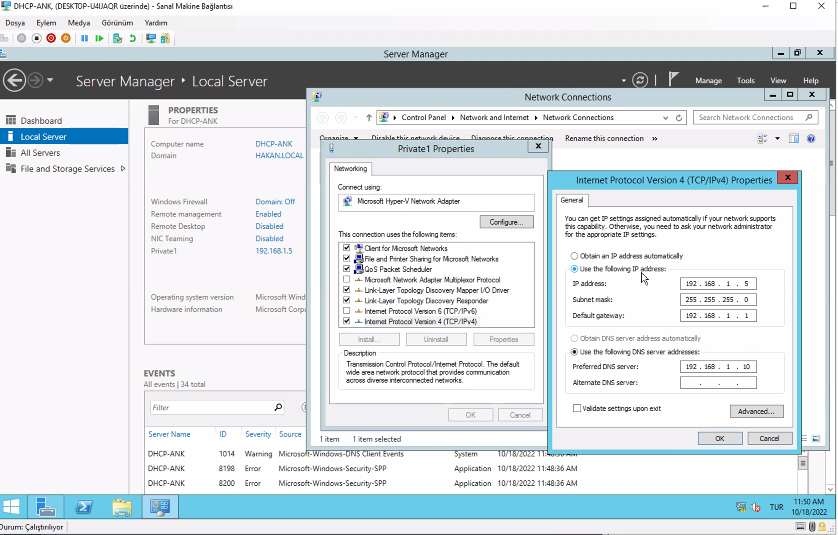 DHCP-ANK, (DESKTOP-U4IJAQR üzerinde) - Sanal Makine Bağlantısı
Dosya Eylem Medya Görünüm Yardım
Server Manager
Server Manager • Local Server
Manage Tools View Help
Dashboard
Local Server
All Servers
File and Storage Services
PROPERTIES
For DHCP-ANK
Computer name DHCP-ANK
Domain HAKAN.LOCAL
Windows Firewall Domain: Off
Remote management Enabled
Remote Desktop Disabled
NIC Teaming Disabled
Private1 192.168.1.5
Operating system version Microsoft Wind
Hardware information Microsoft Corpo
EVENTS
All events | 34 total
Filter
Server Name ID Severity Source
DHCP-ANK 1014 Warning Microsoft-Windows-DNS Client Events System 10/18/2022 11:48:36 AM
DHCP-ANK 8198 Error Microsoft-Windows-Security-SPP Application 10/18/2022 11:48:36 AM
DHCP-ANK 8200 Error Microsoft-Windows-Security-SPP Application 10/18/2022 11:48:36 AM
Network Connections
Control Panel Network and Internet Network Connections
Search Network Connections
Organize Disable this network device Diagnose this connection Rename this connection »
1 item 1 item selected
Private1 Properties
Networking
Connect using:
Microsoft Hyper-V Network Adapter
Configure...
This connection uses the following items:
Client for Microsoft Networks
File and Printer Sharing for Microsoft Networks
QoS Packet Scheduler
Microsoft Network Adapter Multiplexor Protocol
Link-Layer Topology Discovery Mapper I/O Driver
Link-Layer Topology Discovery Responder
Internet Protocol Version 6 (TCP/IPv6)
Internet Protocol Version 4 (TCP/IPv4)
Install... Uninstall Properties
Description
Transmission Control Protocol/Internet Protocol. The default
wide area network protocol that provides communication
across diverse interconnected networks.
OK Cancel
Internet Protocol Version 4 (TCP/IPv4) Properties
General
You can get IP settings assigned automatically if your network supports
this capability. Otherwise, you need to ask your network administrator
for the appropriate IP settings.
Obtain an IP address automatically
Use the following IP address:
IP address: 192 . 168 . 1 . 5
Subnet mask: 255 . 255 . 255 . 0
Default gateway: 192 . 168 . 1 . 1
Obtain DNS server address automatically
Use the following DNS server addresses:
Preferred DNS server: 192 . 168 . 1 . 10
Alternate DNS server: . . .
Validate settings upon exit
Advanced...
OK Cancel
TUR
11:50 AM
10/18/2022
Durum: Çalıştırılıyor